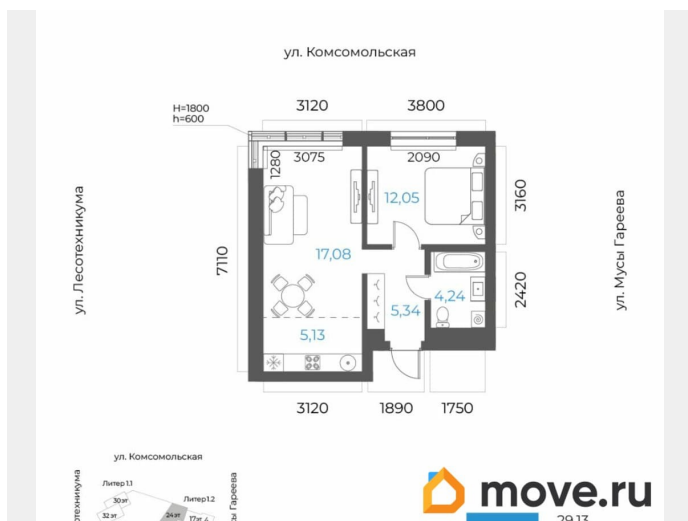 ул. Комсомольская
H=1800
h=600
3120
3800
3075
2090
1280
12,05
3160
ул. Лесотехникума
7110
17,08
ул. Мусы Гареева
2420
4,24
5,34
5,13
3120
1890
1750
ул. Комсомольская
Литер 1.1
30 эт
Литер 1.2
32 эт
24 эт
move.ru
29,13